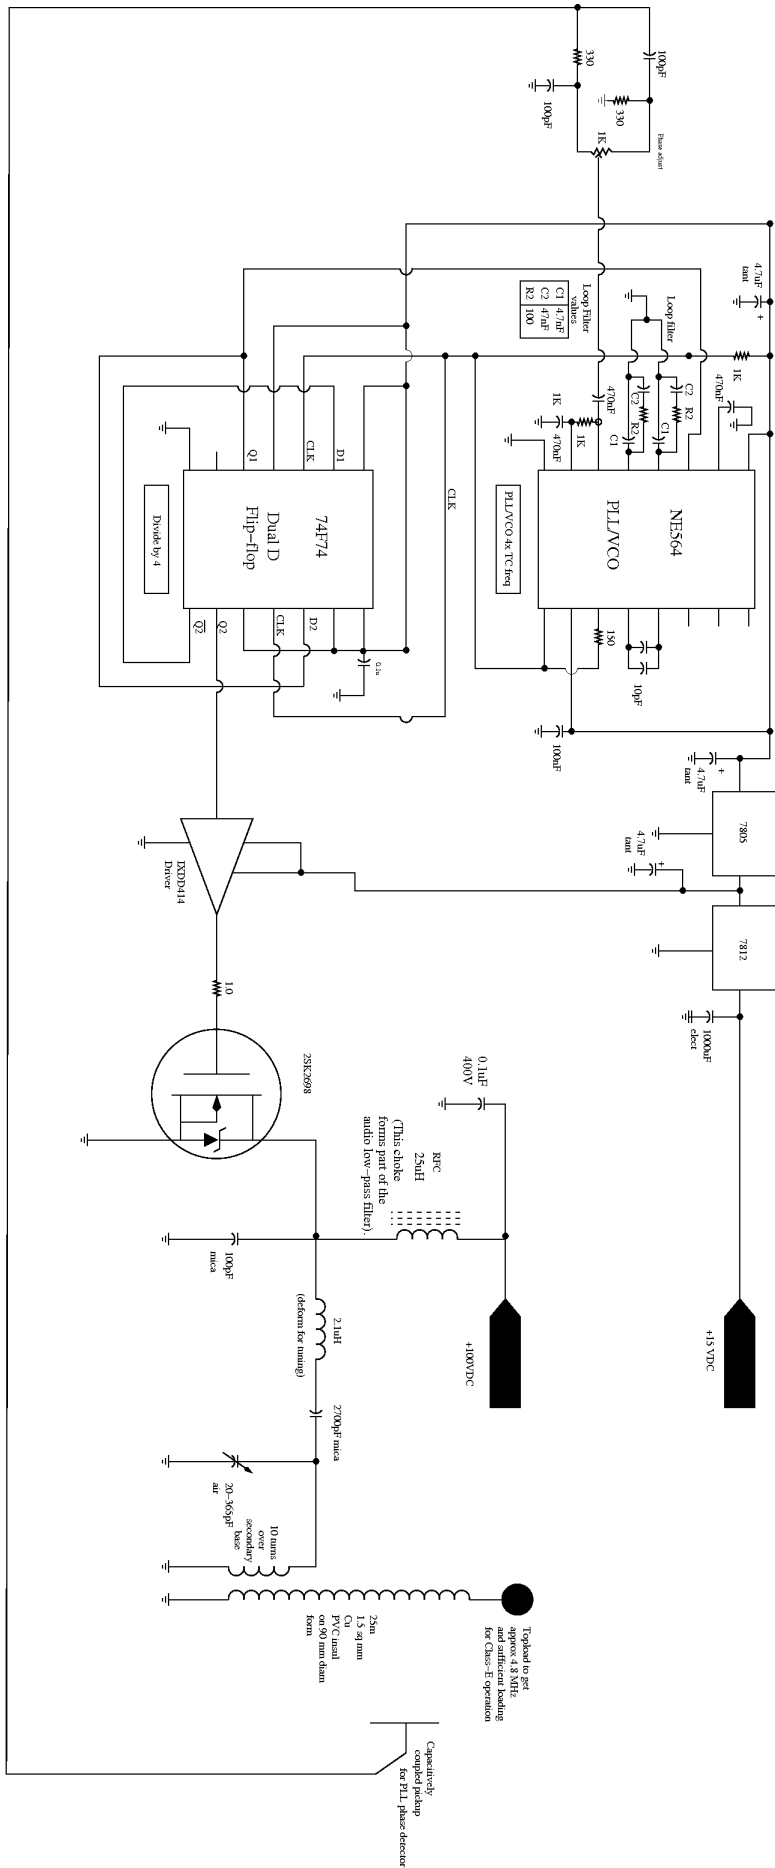 330
100pF
100pF
330
1K
Phase adjust
4.7uF
tant
+
Loop Filter
values
C1 4.7nF
C2 47nF
R2 100
Loop filter
1K
470nF
C2
R2
C1
C2
R2
C1
470nF
1K
1K
470nF
NE564
PLL/VCO
PLL/VCO 4x TC freq
150
10pF
100nF
CLK
D1
CLK
Q1
74F74
Dual D
Flip-flop
Divide by 4
D2
CLK
Q2
Q2
0.1u
+
4.7uF
tant
7805
+
4.7uF
tant
7812
1000uF
elect
+15 VDC
IXDD414
Driver
1.0
2SK2698
0.1uF
400V
RFC
25uH
(This choke
forms part of the
audio low-pass filter).
+100VDC
100pF
mica
2.1uH
(deform for tuning)
2700pF mica
20-365pF
air
10 turns
over
secondary
base
25m
1.5 sq mm
Cu
PVC insul
on 90 mm diam
form
Topload to get
approx 4.8 MHz
and sufficient loading
for Class-E operation
Capacitively
coupled pickup
for PLL phase detector